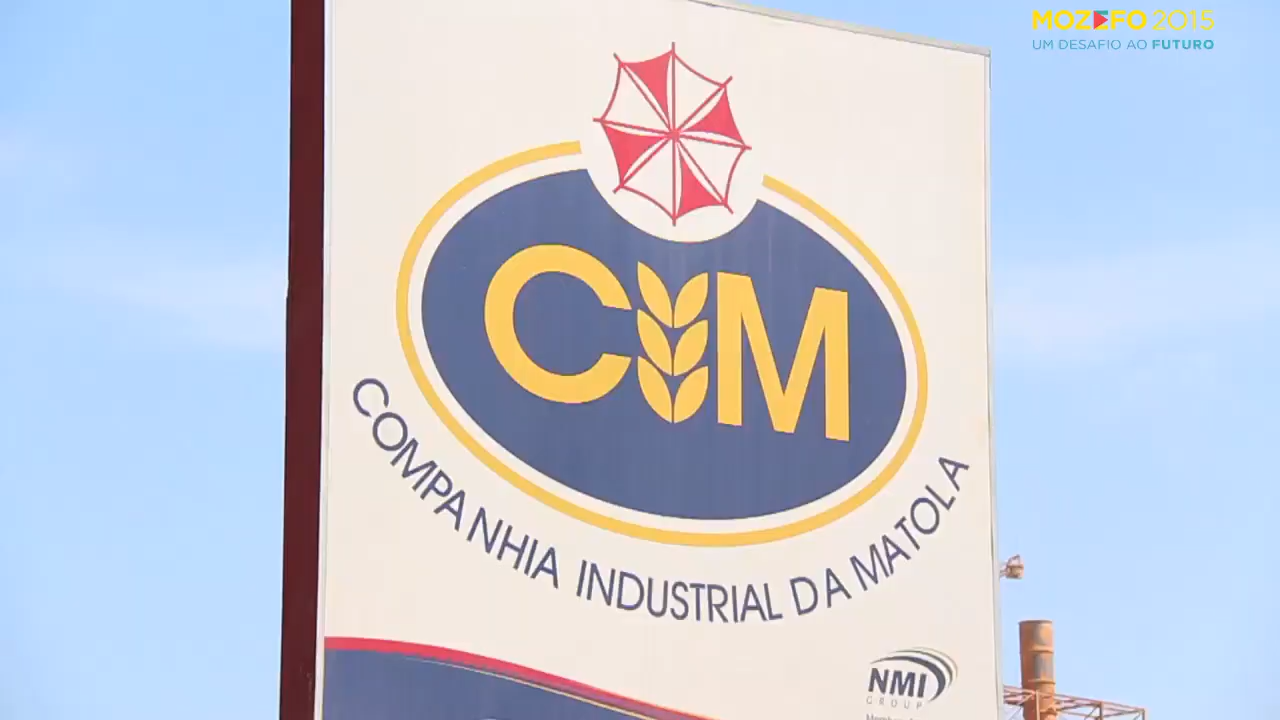 MOZEFO 2015
UM DESAFIO AO FUTURO
CIM
COMPANHIA INDUSTRIAL DA MATOLA
NMI
GROUP